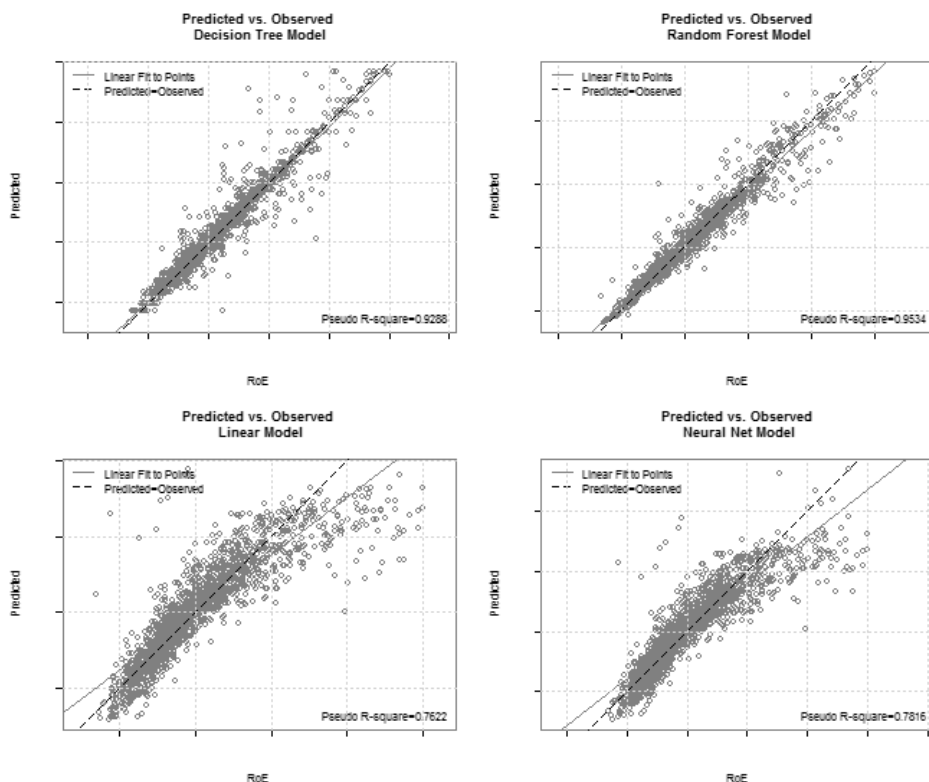 Predicted vs. Observed
Decision Tree Model
Linear Fit to Points
Predicted=Observed
Predicted
Pseudo R-square=0.9288
RoE
Predicted vs. Observed
Random Forest Model
Linear Fit to Points
Predicted=Observed
Predicted
Pseudo R-square=0.9534
RoE
Predicted vs. Observed
Linear Model
Linear Fit to Points
Predicted=Observed
Predicted
Pseudo R-square=0.7622
RoE
Predicted vs. Observed
Neural Net Model
Linear Fit to Points
Predicted=Observed
Predicted
Pseudo R-square=0.7816
RoE